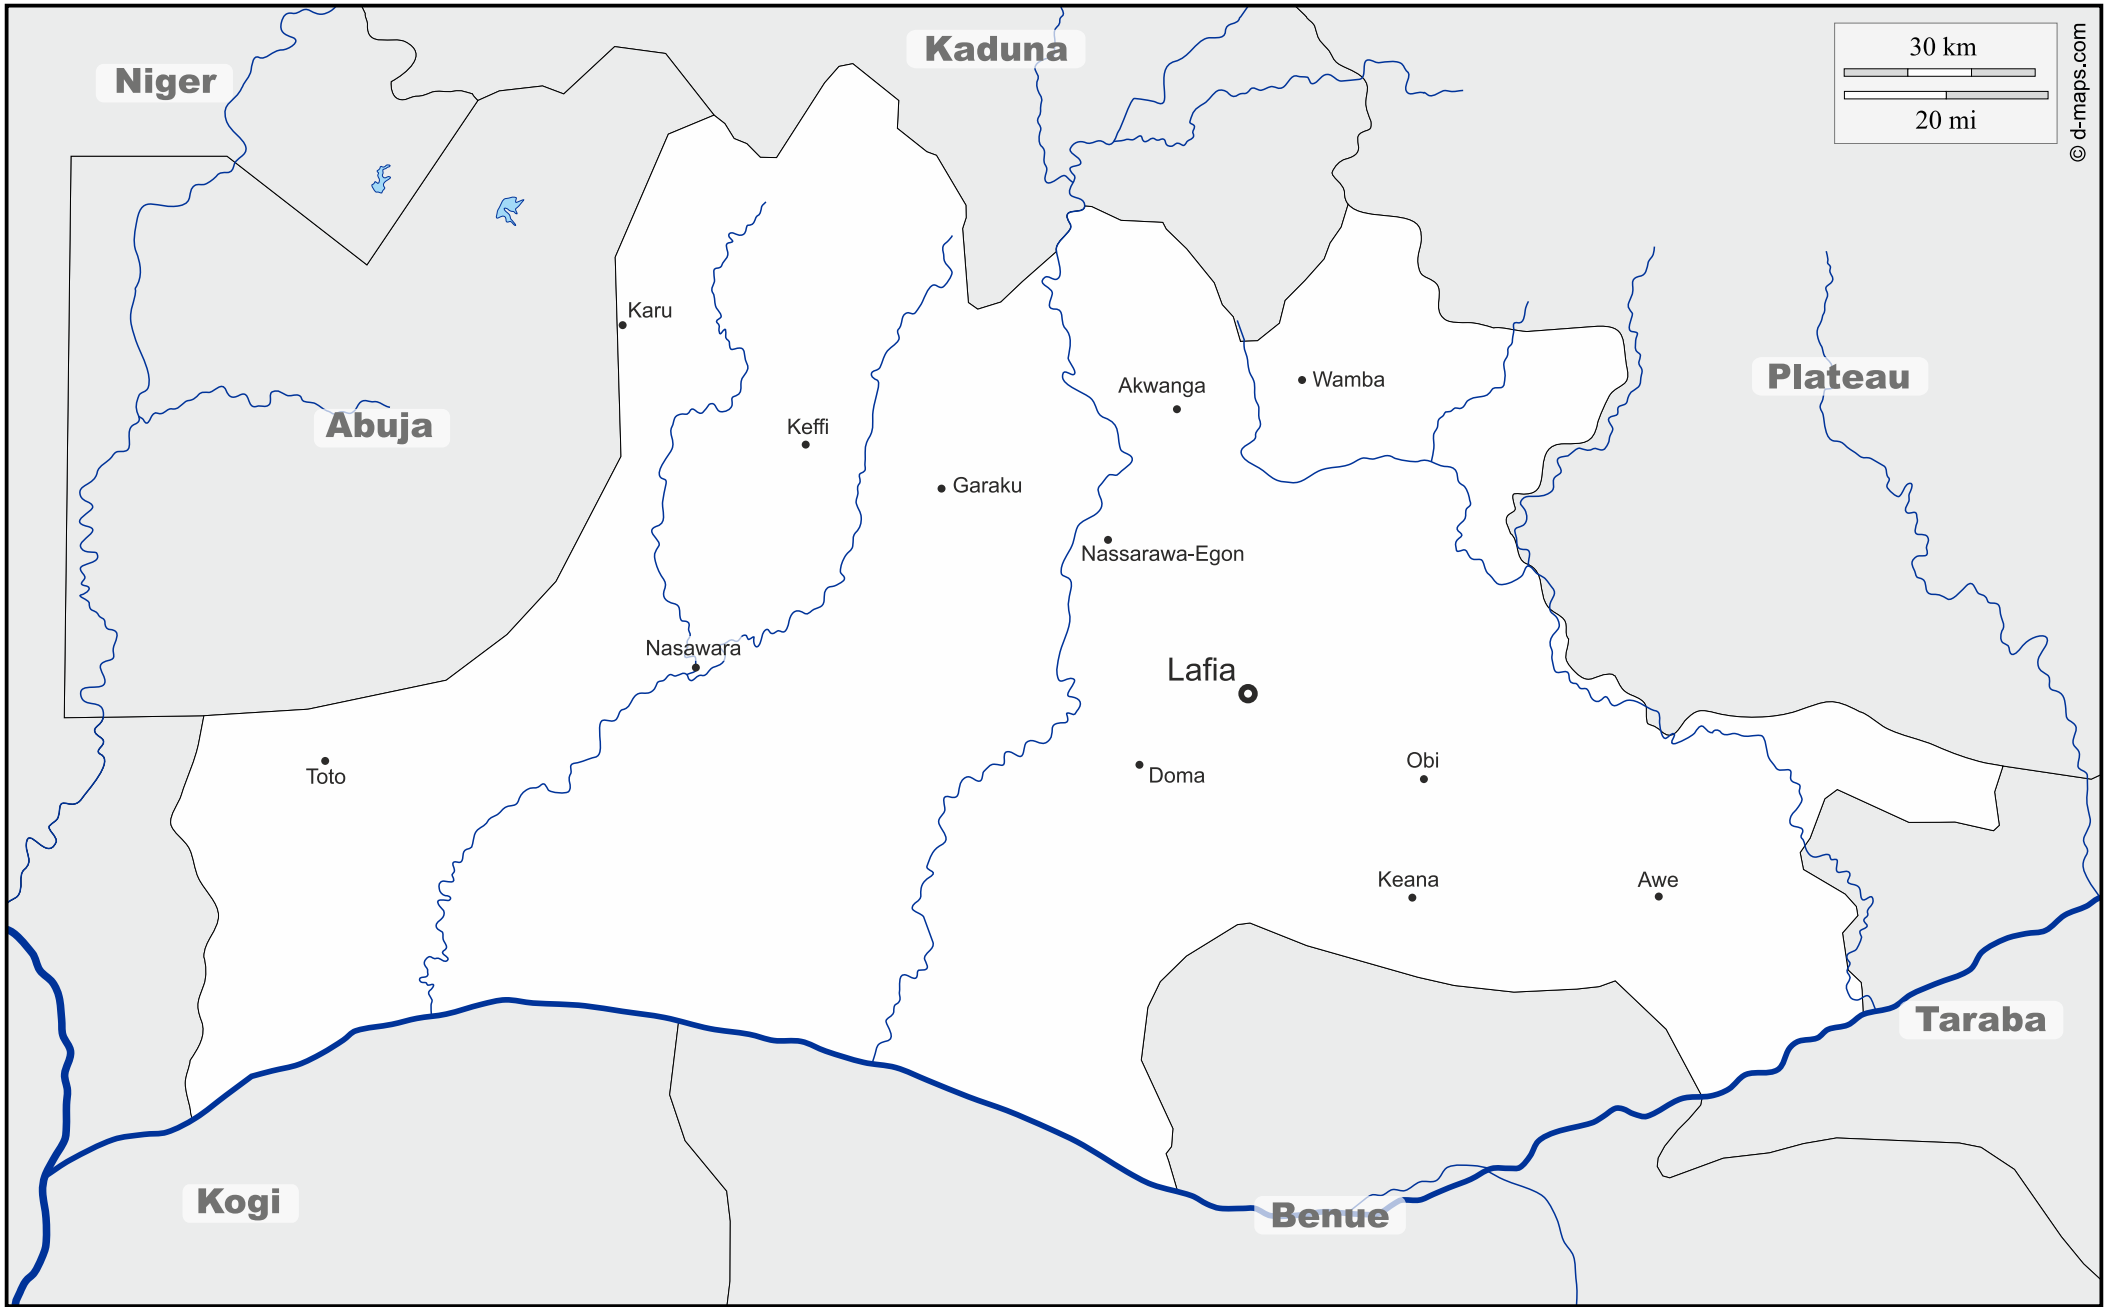 Kaduna
Niger
30 km
20 mi
© d-maps.com
Karu
Akwanga
Wamba
Plateau
Abuja
Keffi
Garaku
Nassarawa-Egon
Nasawara
Lafia
Toto
Doma
Obi
Keana
Awe
Taraba
Kogi
Benue